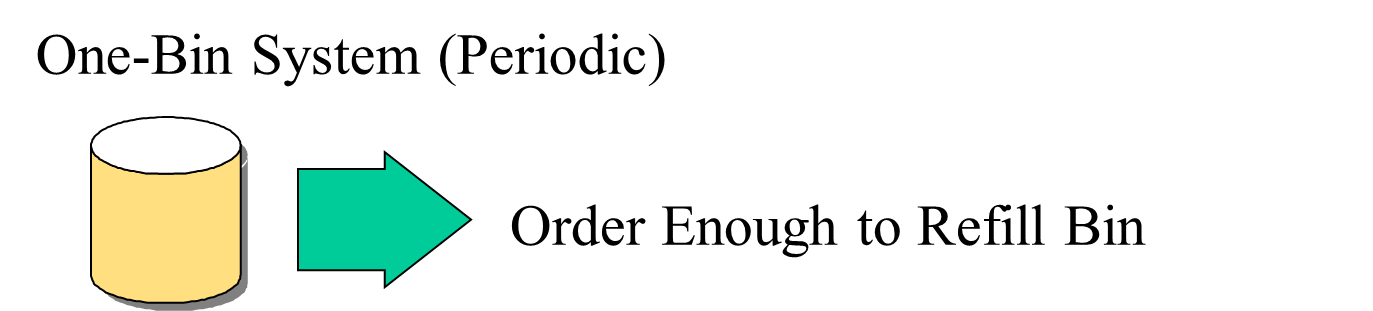 One-Bin System (Periodic)
Order Enough to Refill Bin